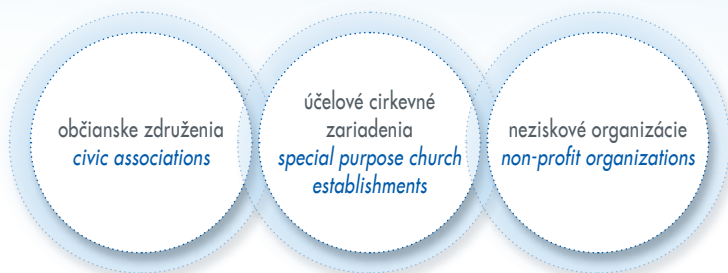 občianske združenia
civic associations
účelové cirkevné
zariadenia
special purpose church
establishments
neziskové organizácie
non-profit organizations